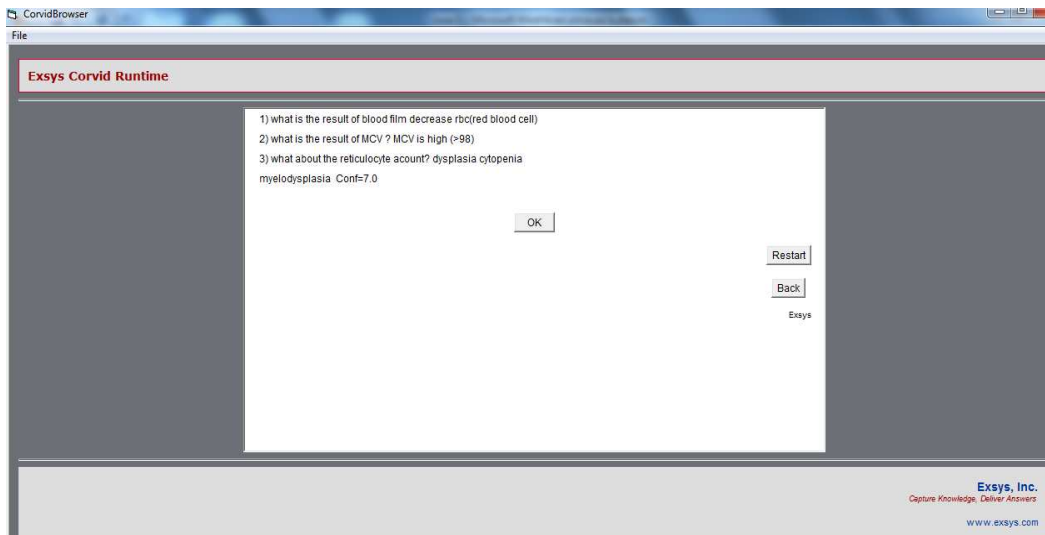 CorvidBrowser
File
Exsys Corvid Runtime
1) what is the result of blood film decrease rbc(red blood cell)
2) what is the result of MCV ? MCV is high (>98)
3) what about the reticulocyte acount? dysplasia cytopenia
myelodysplasia Conf=7.0
OK
Restart
Back
Exsys
Exsys, Inc.
Capture Knowledge, Deliver Answers
www.exsys.com